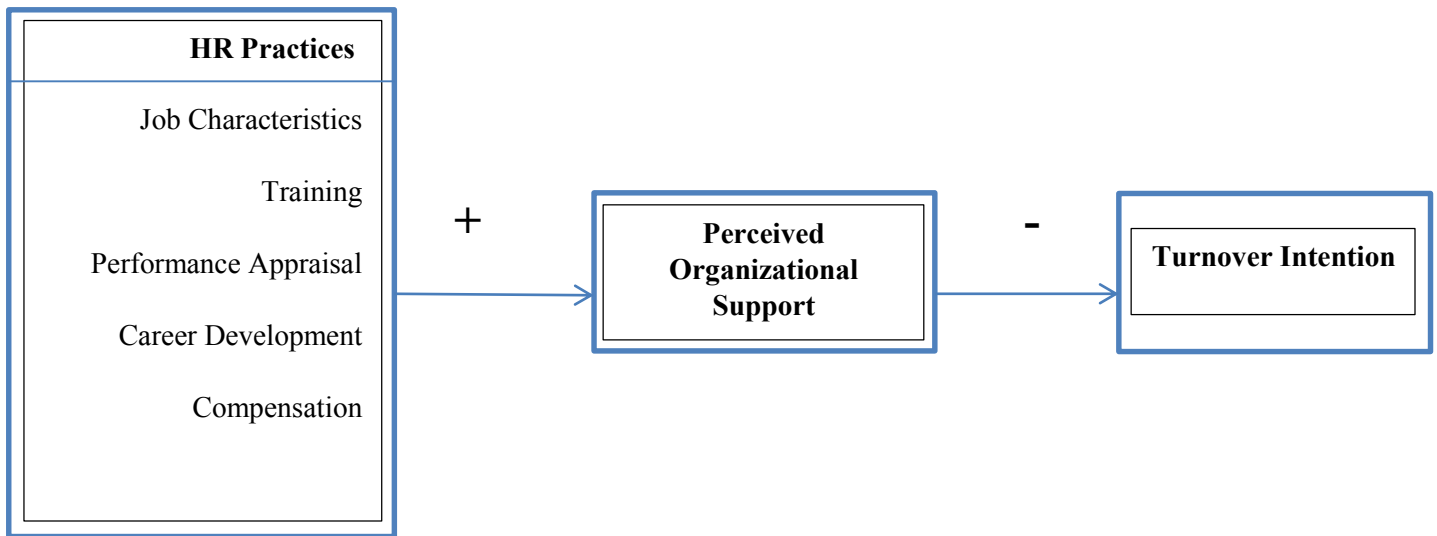 HR Practices
Job Characteristics
Training
Performance Appraisal
Career Development
Compensation
+
Perceived
Organizational
Support
-
Turnover Intention